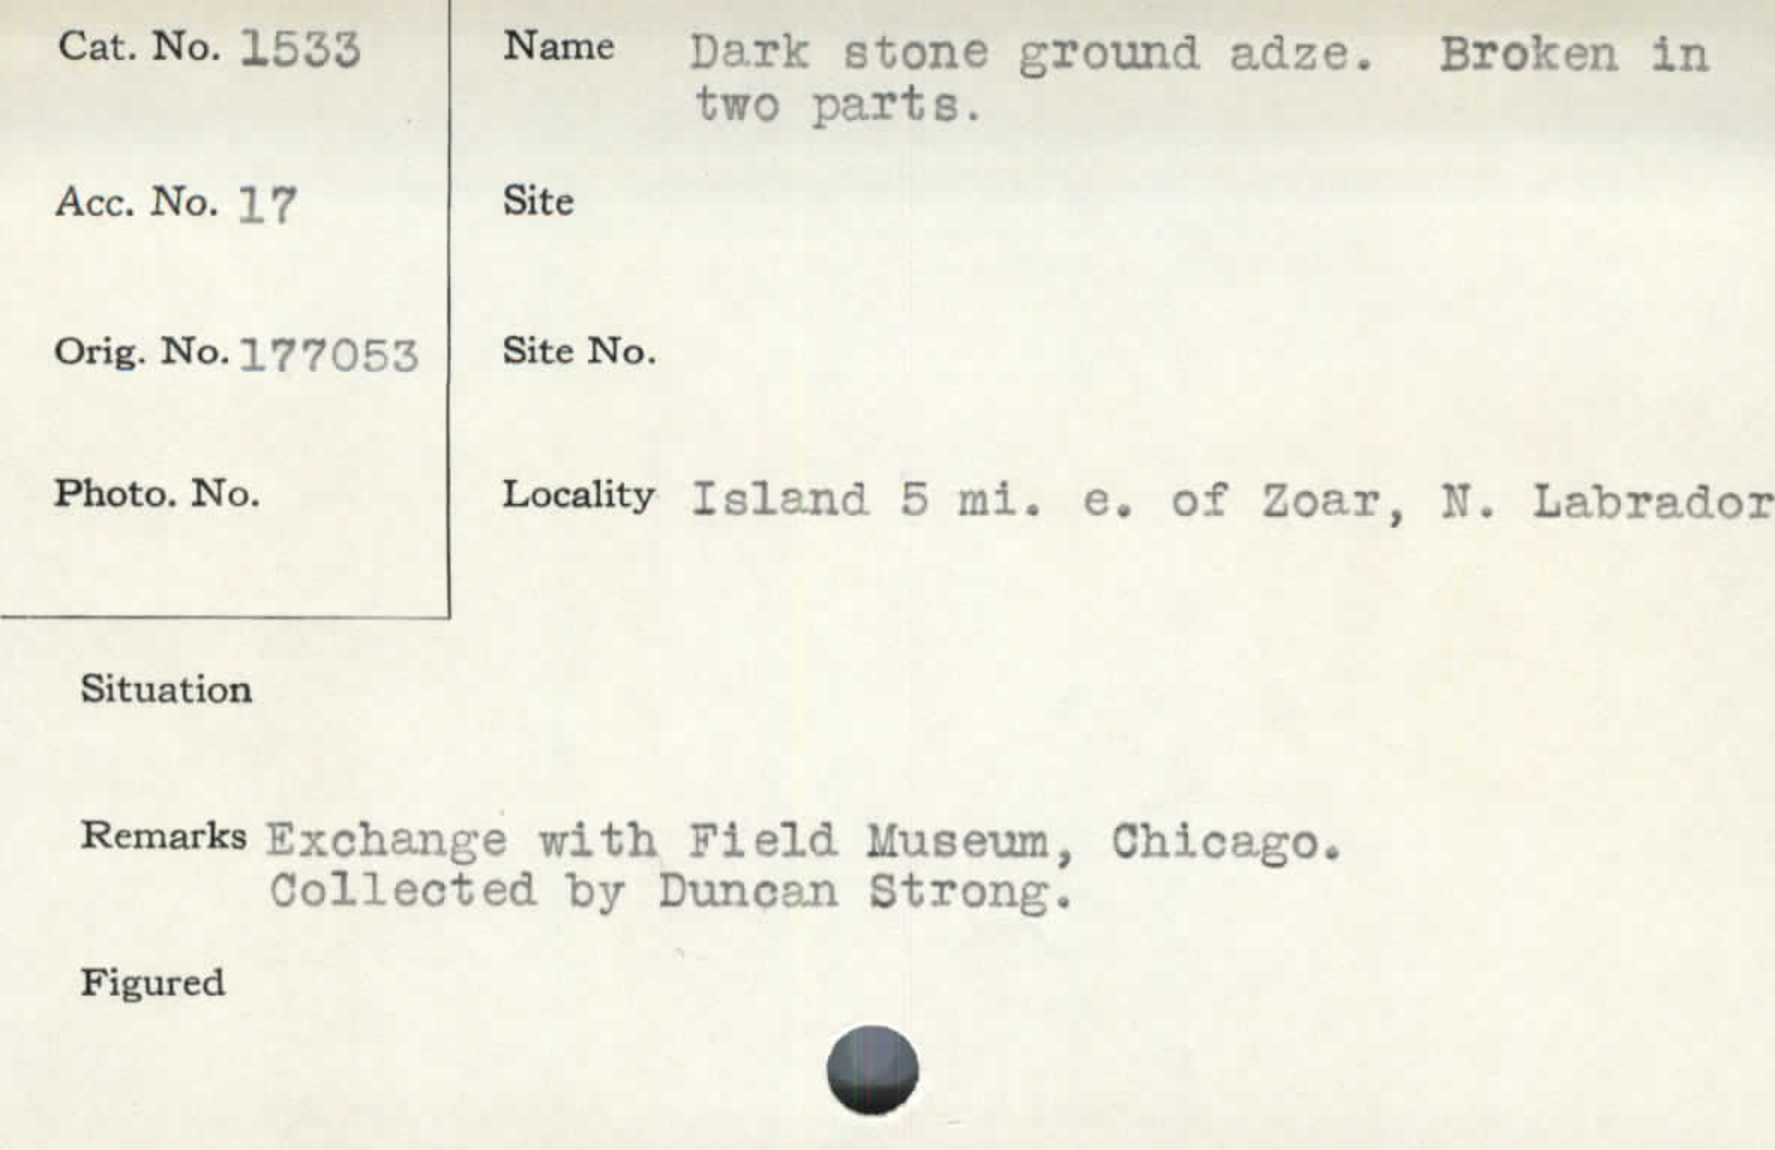 Cat. No. 1533
Name Dark stone ground adze. Broken in
two parts.
Acc. No. 17
Site
Orig. No. 177053
Site No.
Photo. No.
Locality Island 5 mi. e. of Zoar, N. Labrador
Situation
Remarks Exchange with Field Museum, Chicago.
Collected by Duncan Strong.
Figured